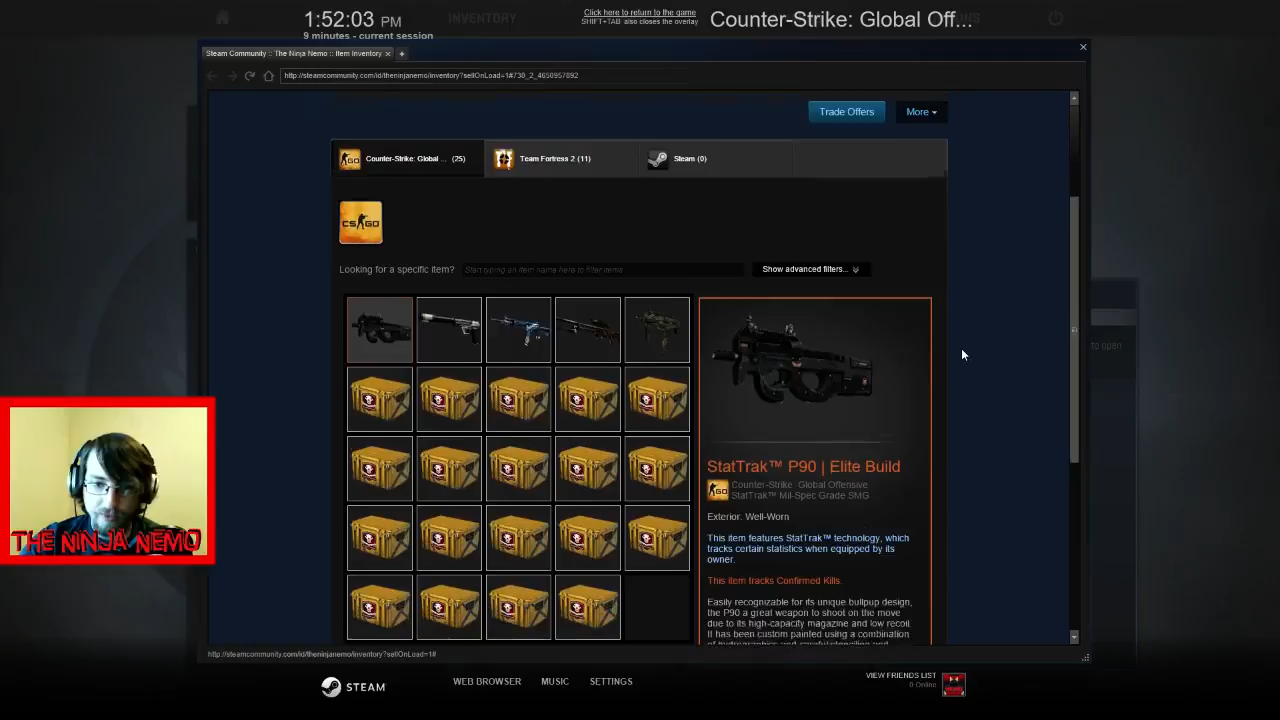 1:52:03 PM
9 minutes - current session
INVENTORY
Click here to return to the game
SHIFT+TAB also closes the overlay
Counter-Strike: Global Off...
Steam Community :: The Ninja Nemo :: Item Inventory × +
http://steamcommunity.com/id/theninjanemo/inventory?sellOnLoad=1#730_2_4650957892
Trade Offers
More
Counter-Strike: Global ... (25)
Team Fortress 2 (11)
Steam (0)
CS GO
Looking for a specific item?
Start typing an item name here to filter items
Show advanced filters...
to open
StatTrak™ P90 | Elite Build
Counter-Strike: Global Offensive
StatTrak™ Mil-Spec Grade SMG
Exterior: Well-Worn
This item features StatTrak™ technology, which
tracks certain statistics when equipped by its
owner.
This item tracks Confirmed Kills.
Easily recognizable for its unique bullpup design,
the P90 a great weapon to shoot on the move
due to its high-capacity magazine and low recoil.
It has been custom painted using a combination
THE NINJA NEMO
http://steamcommunity.com/id/theninjanemo/inventory?sellOnLoad=1#
STEAM
WEB BROWSER
MUSIC
SETTINGS
VIEW FRIENDS LIST
0 Online